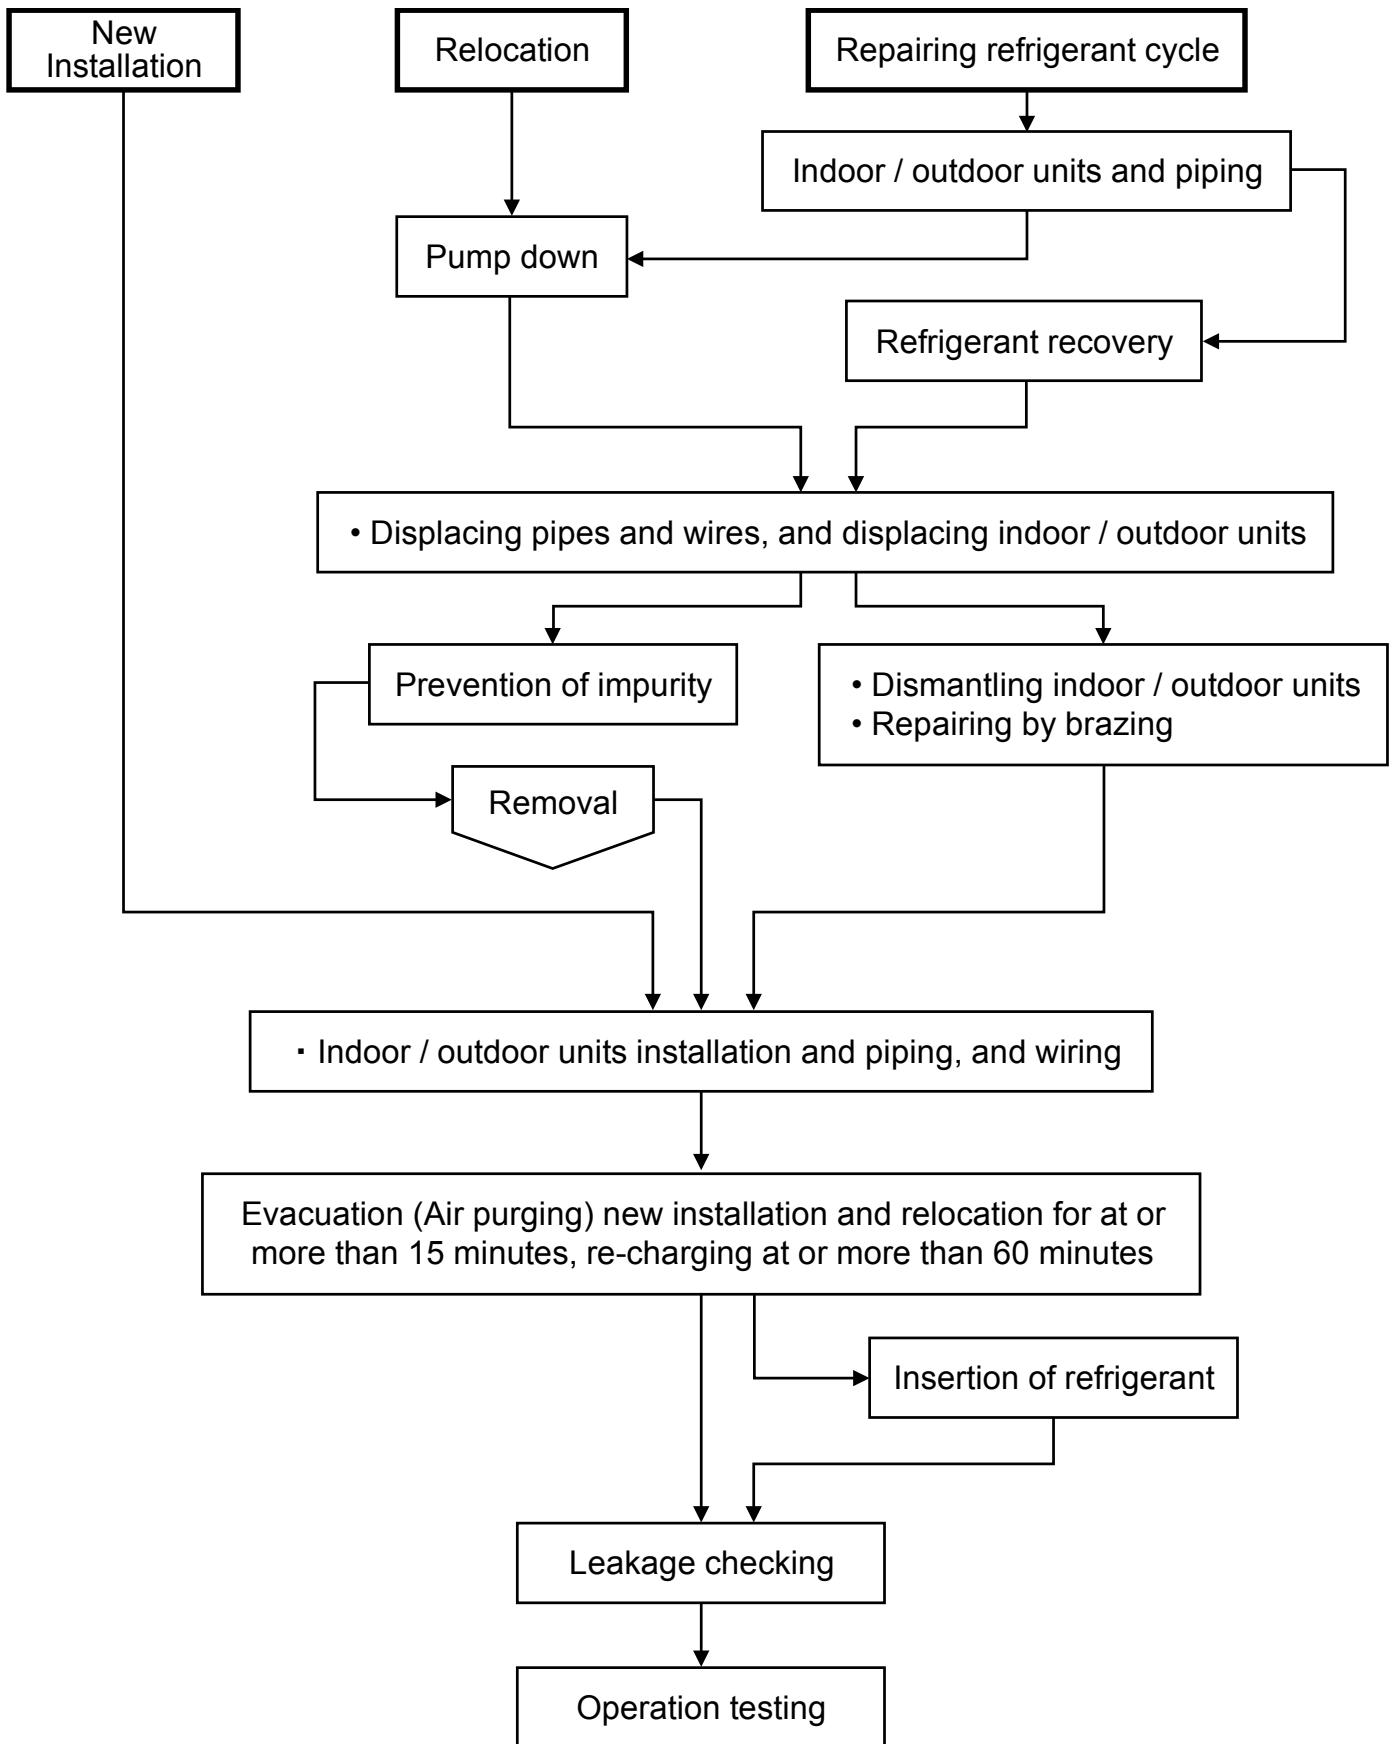 New
Installation
Relocation
Repairing refrigerant cycle
Indoor / outdoor units and piping
Pump down
Refrigerant recovery
• Displacing pipes and wires, and displacing indoor / outdoor units
Prevention of impurity
• Dismantling indoor / outdoor units
• Repairing by brazing
Removal
· Indoor / outdoor units installation and piping, and wiring
Evacuation (Air purging) new installation and relocation for at or
more than 15 minutes, re-charging at or more than 60 minutes
Insertion of refrigerant
Leakage checking
Operation testing